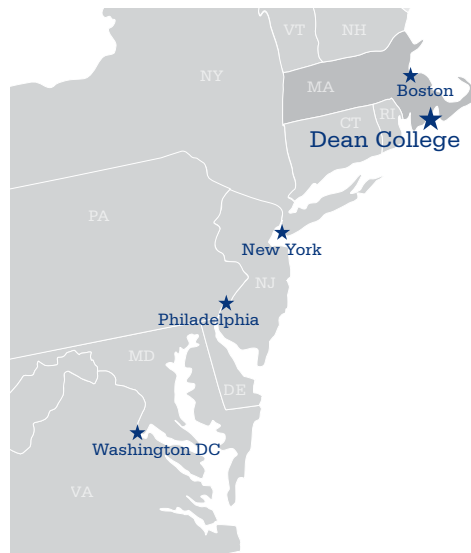 VT
NH
NY
MA
Boston
CT
RI
Dean College
PA
New York
NJ
Philadelphia
MD
DE
Washington DC
VA